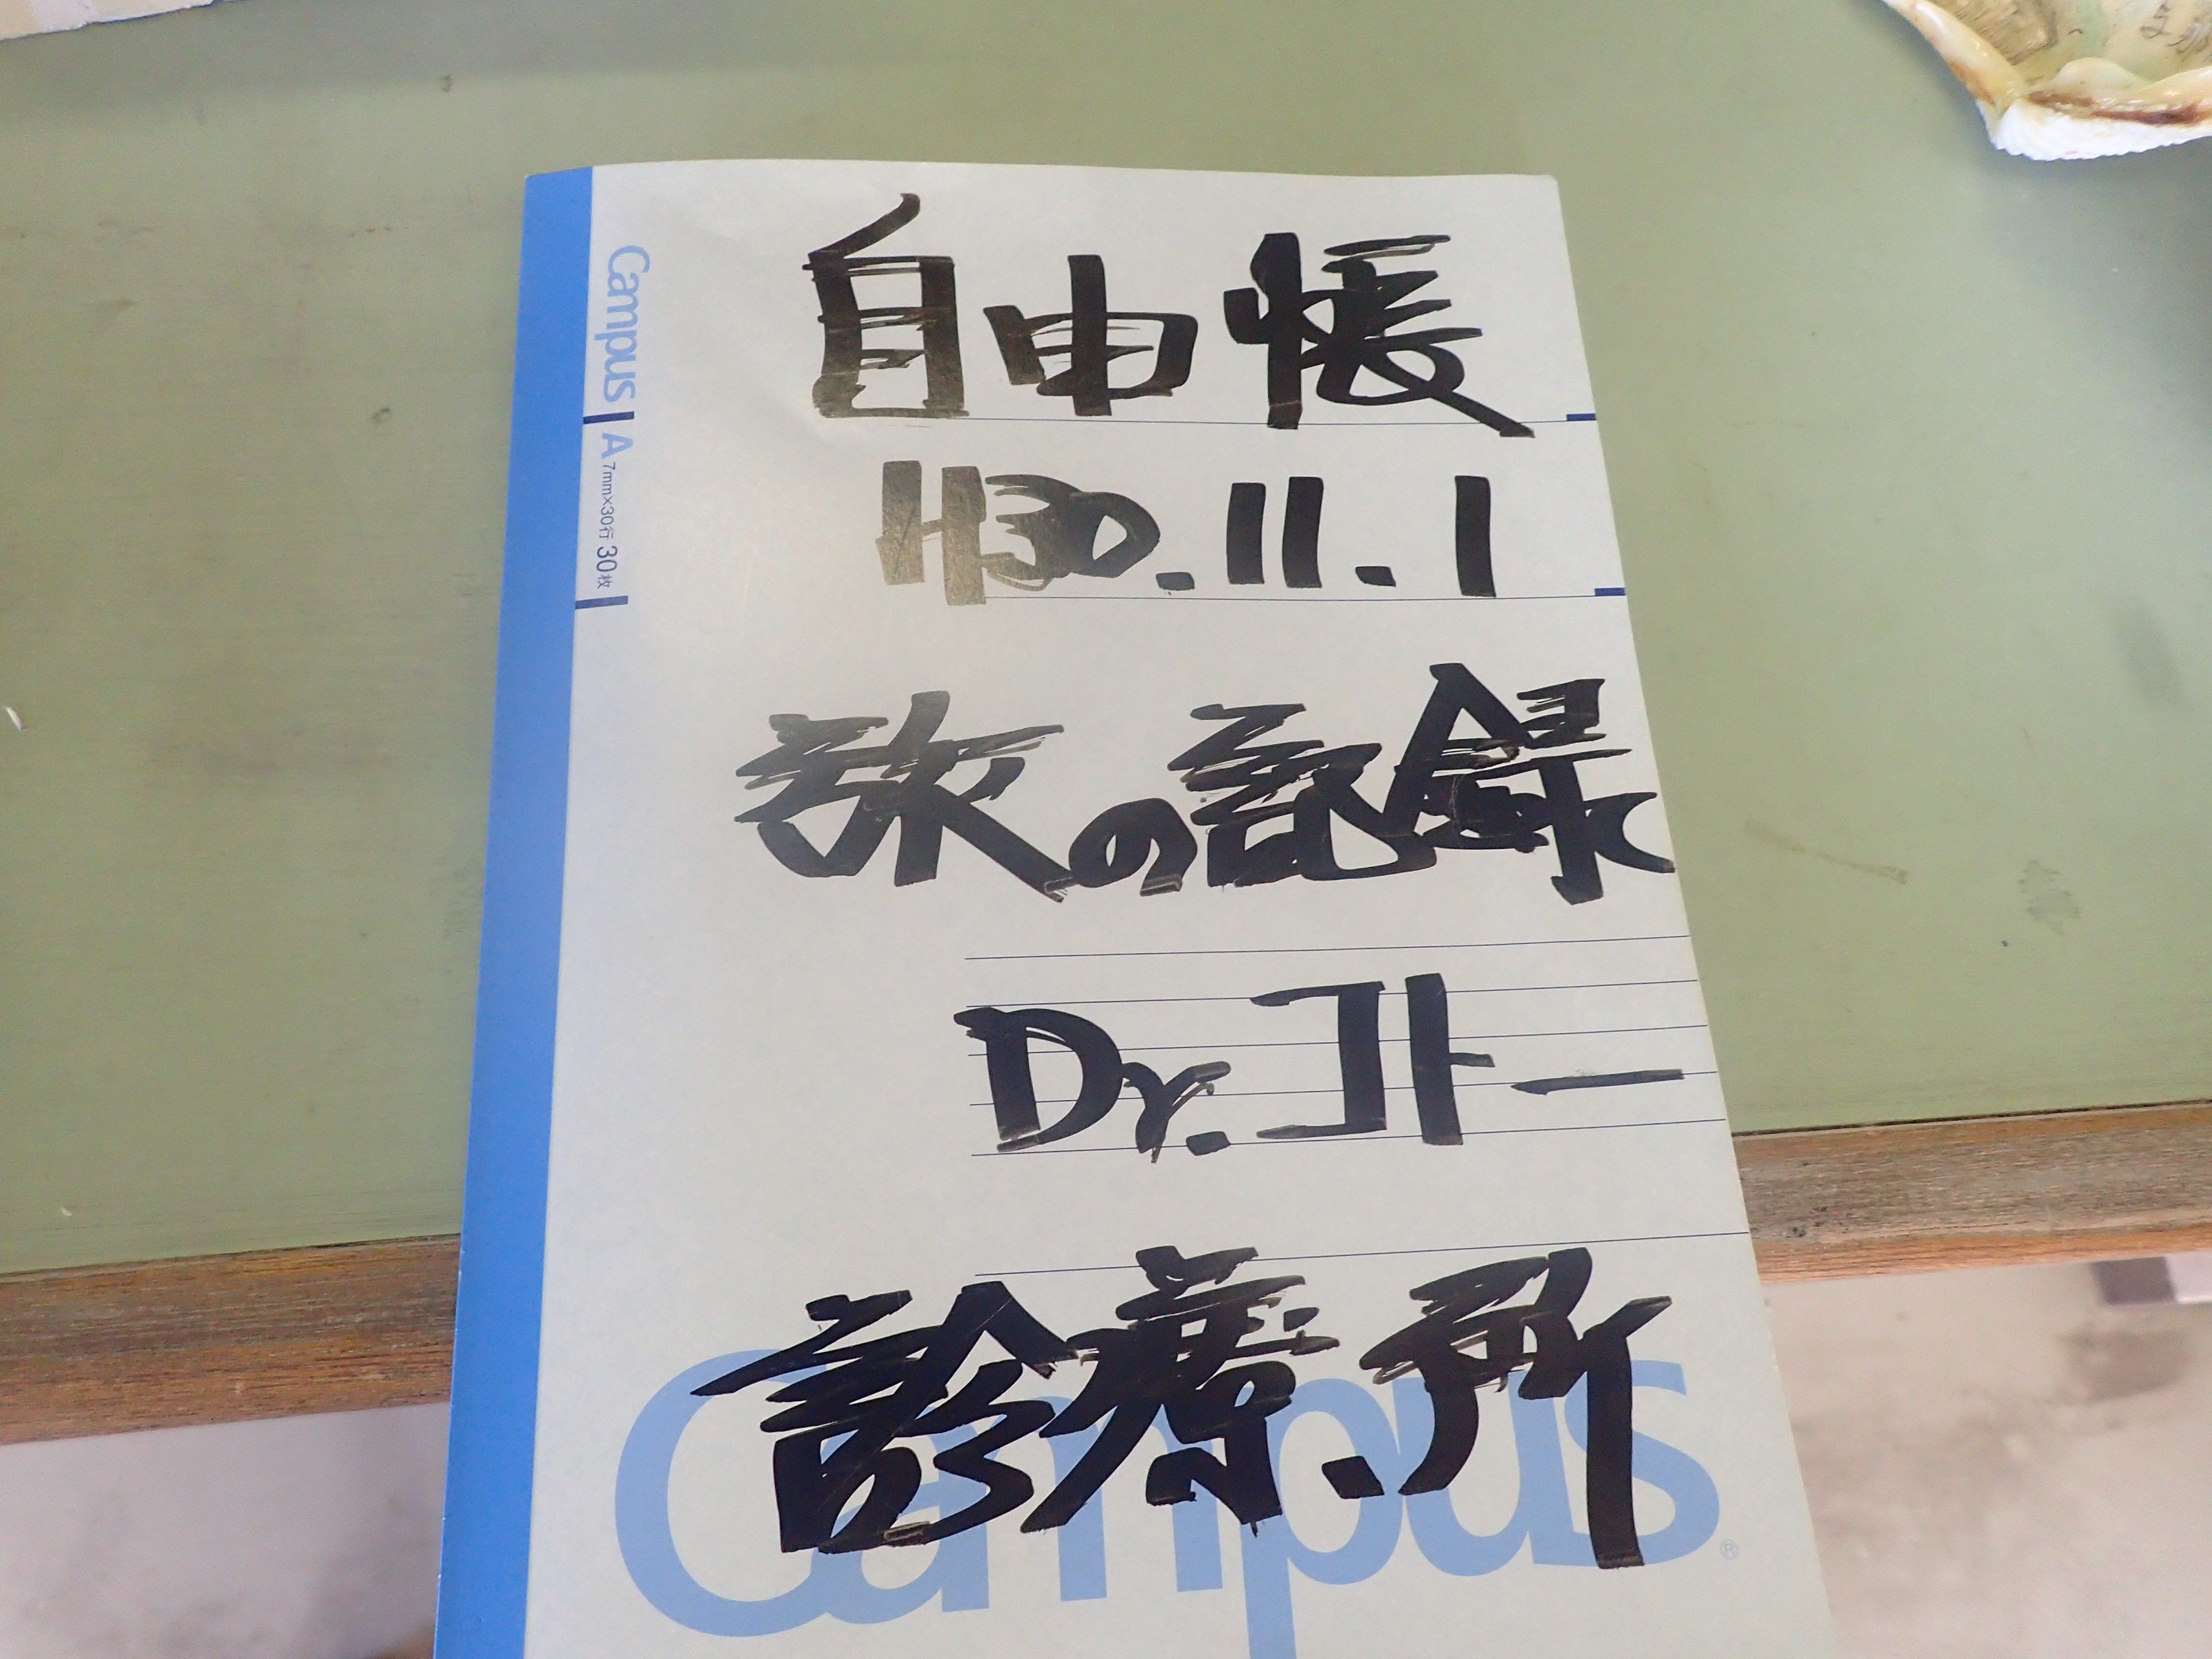 自由帳
H30.11.1
旅の記録
Dr.コトー
診療所
Campus
A
7mm×30行 30枚
Campus
®